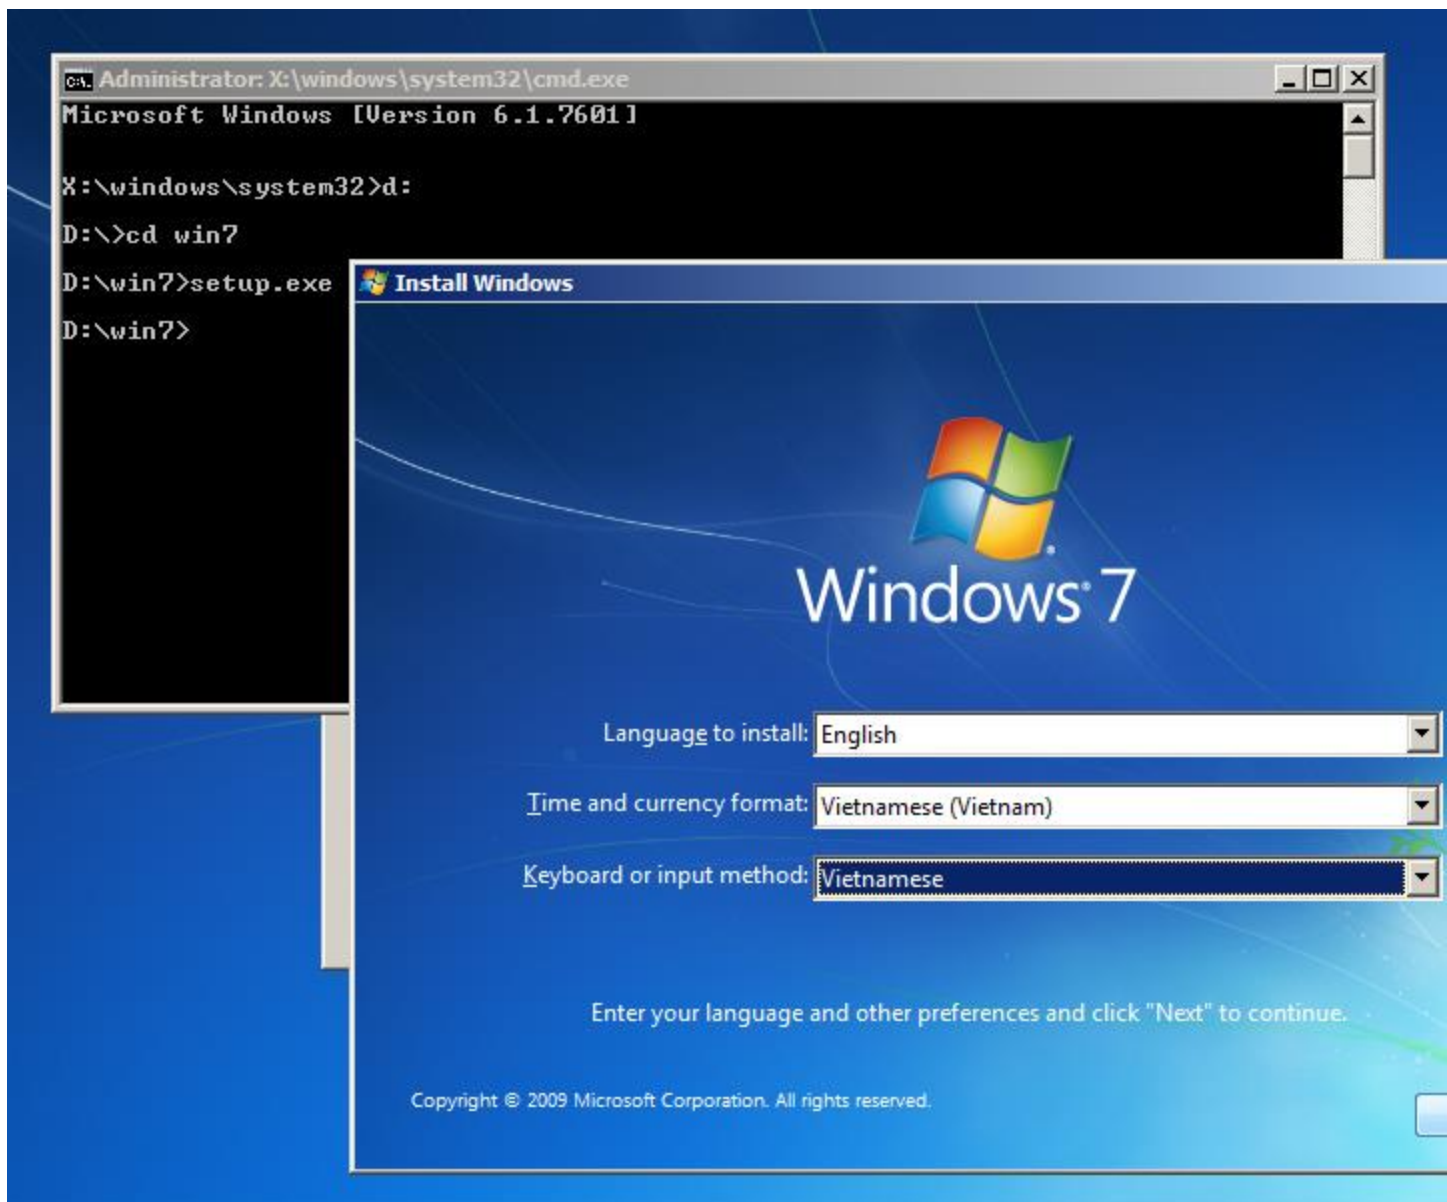 Administrator: X:\windows\system32\cmd.exe
Microsoft Windows [Version 6.1.7601]
X:\windows\system32>d:
D:\>cd win7
D:\win7>setup.exe
D:\win7>
Install Windows
Windows® 7
Language to install: English
Time and currency format: Vietnamese (Vietnam)
Keyboard or input method: Vietnamese
Enter your language and other preferences and click "Next" to continue.
Copyright © 2009 Microsoft Corporation. All rights reserved.